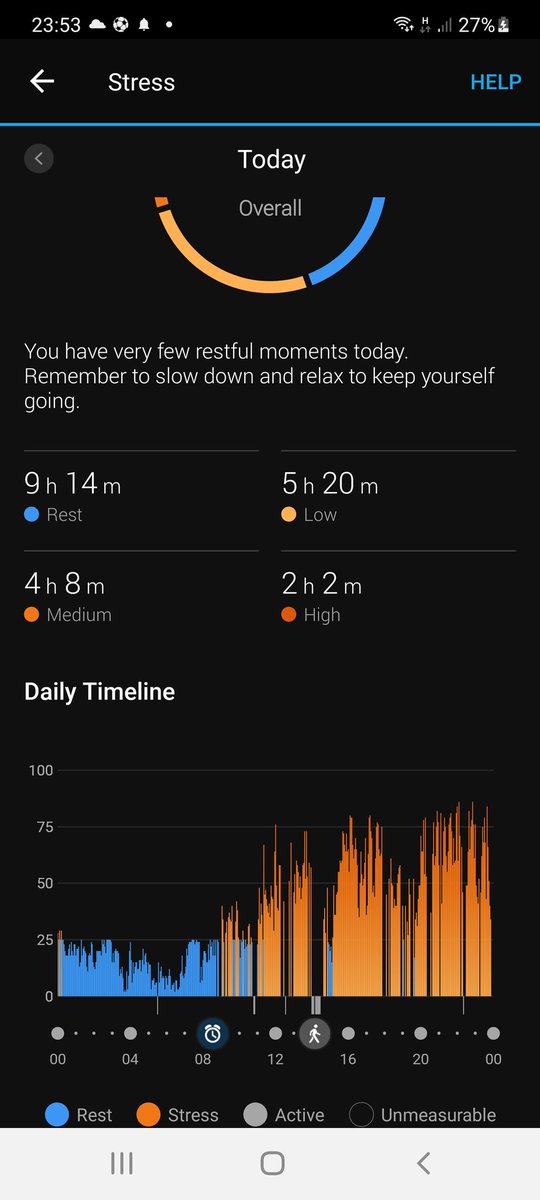 23:53
H
27%
Stress
HELP
Today
Overall
You have very few restful moments today.
Remember to slow down and relax to keep yourself
going.
9 h 14 m
5 h 20 m
Rest
Low
4 h 8 m
2 h 2 m
Medium
High
Daily Timeline
100
75
50
25
0
00
04
08
12
16
20
00
Rest
Stress
Active
Unmeasurable